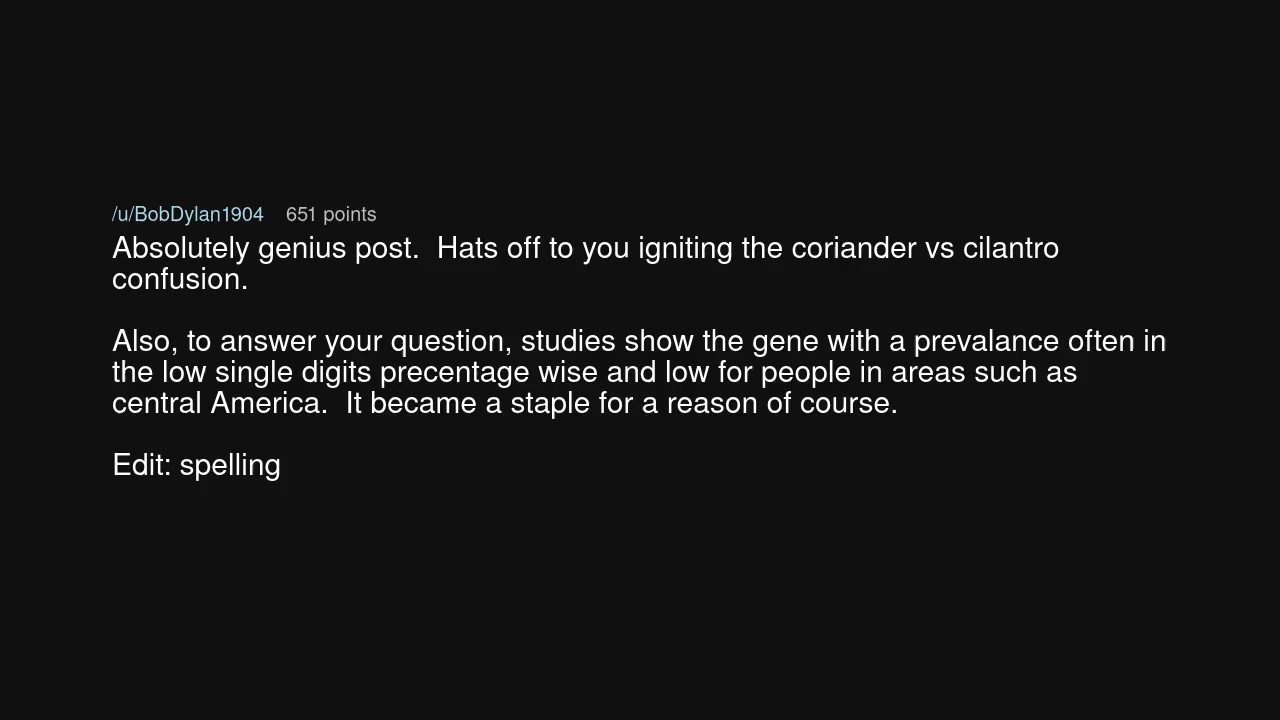 /u/BobDylan1904 651 points
Absolutely genius post.  Hats off to you igniting the coriander vs cilantro
confusion.
Also, to answer your question, studies show the gene with a prevalance often in
the low single digits precentage wise and low for people in areas such as
central America.  It became a staple for a reason of course.
Edit: spelling